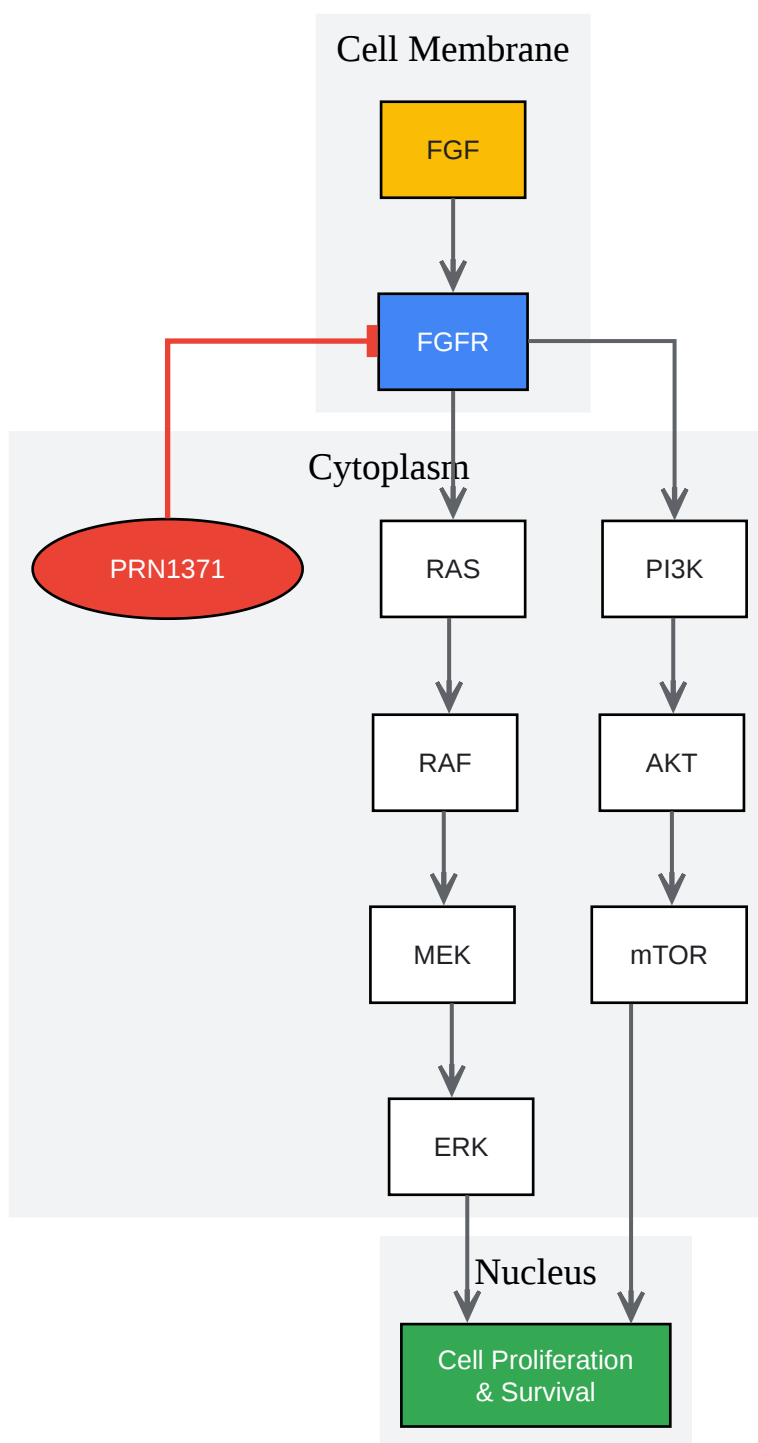 Cell Membrane
FGF
FGFR
Cytoplasm
PRN1371
RAS
PI3K
RAF
AKT
MEK
mTOR
ERK
Nucleus
Cell Proliferation
& Survival